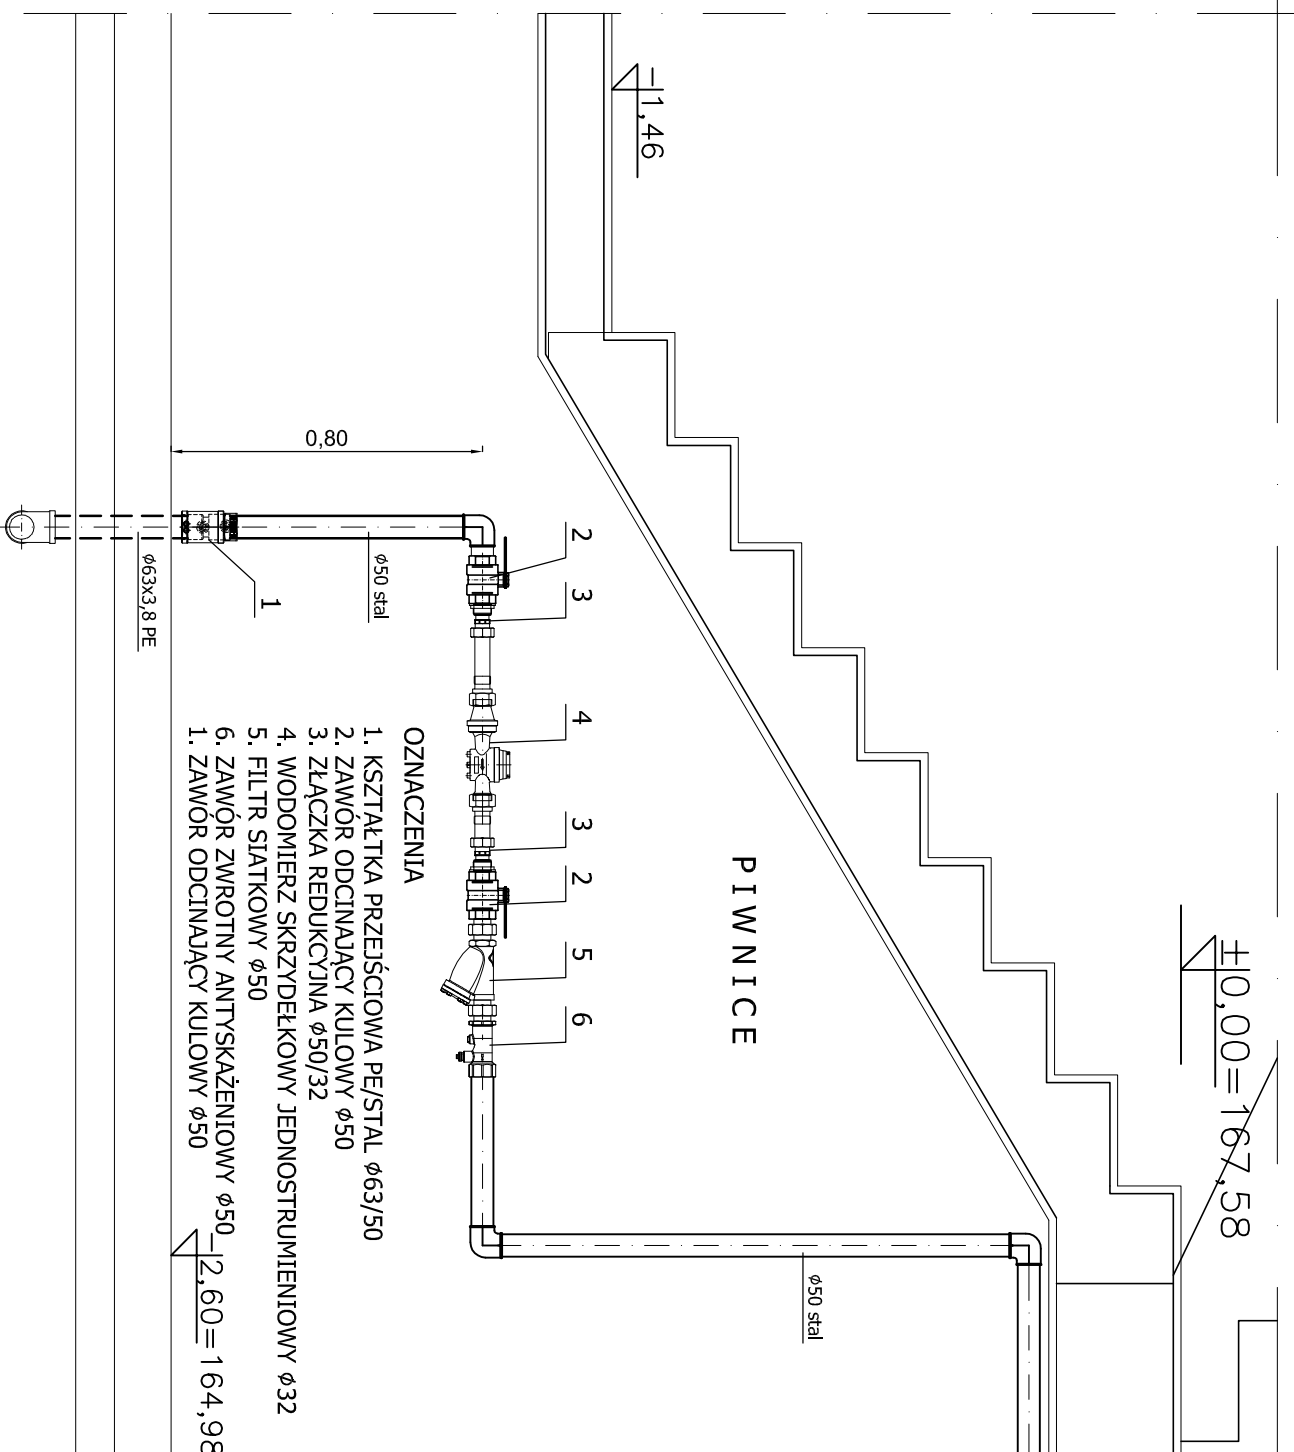 ±0,00=167,58
-1,46
PIWNICE
2
3
4
3
2
5
6
0,80
ø50 stal
ø50 stal
1
ø63x3,8 PE
OZNACZENIA
1. KSZTAŁTKA PRZEJŚCIOWA PE/STAL ø63/50
2. ZAWÓR ODCINAJĄCY KULOWY ø50
3. ZŁĄCZKA REDUKCYJNA ø50/32
4. WODOMIERZ SKRZYDEŁKOWY JEDNOSTRUMIENIOWY ø32
5. FILTR SIATKOWY ø50
6. ZAWÓR ZWROTNY ANTYSKAŻENIOWY ø50
1. ZAWÓR ODCINAJĄCY KULOWY ø50
-2,60=164,98